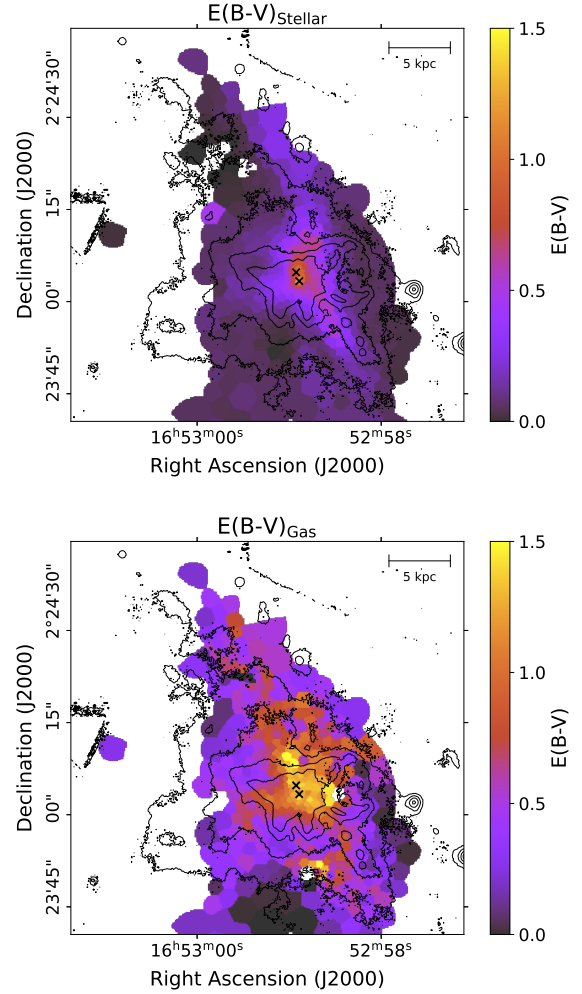 E(B-V)Stellar
5 kpc
2°24'30"
15"
00"
23'45"
Declination (J2000)
16ʰ53ᵐ00ˢ
52ᵐ58ˢ
Right Ascension (J2000)
1.5
1.0
0.5
0.0
E(B-V)
E(B-V)Gas
5 kpc
2°24'30"
15"
00"
23'45"
Declination (J2000)
16ʰ53ᵐ00ˢ
52ᵐ58ˢ
Right Ascension (J2000)
1.5
1.0
0.5
0.0
E(B-V)